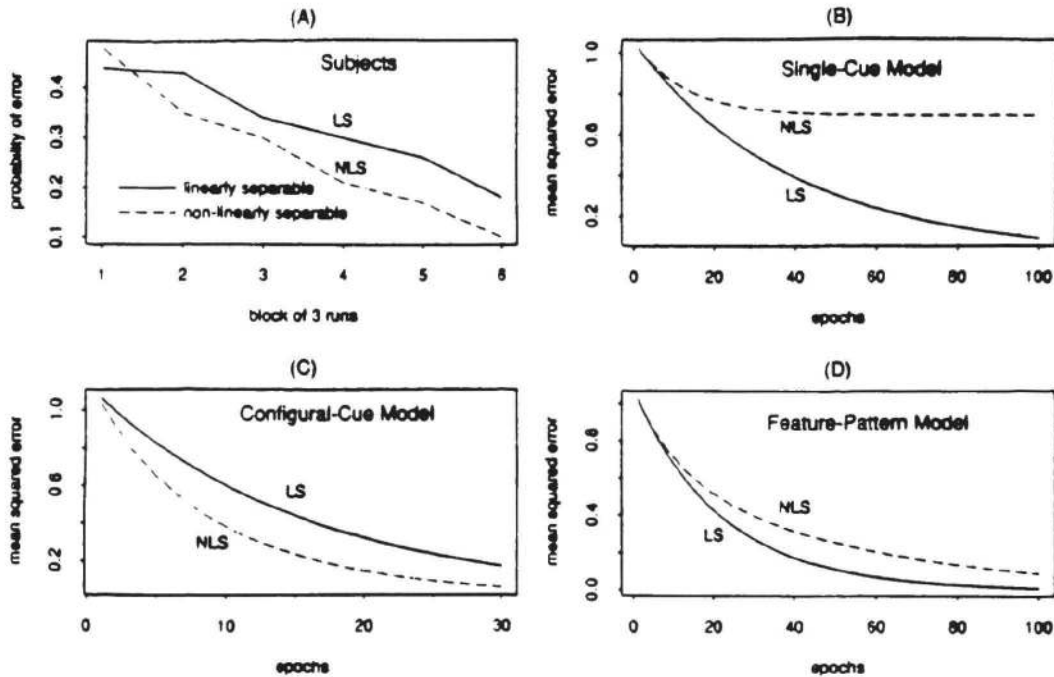 (A)
Subjects
probability of error
0.4
0.3
0.2
0.1
LS
NLS
linearly separable
non-linearly separable
1 2 3 4 5 6
block of 3 runs
(B)
Single-Cue Model
mean squared error
1.0
0.6
0.2
NLS
LS
0 20 40 60 80 100
epochs
(C)
Configural-Cue Model
mean squared error
1.0
0.6
0.2
LS
NLS
0 10 20 30
epochs
(D)
Feature-Pattern Model
mean squared error
0.8
0.4
0.0
NLS
LS
0 20 40 60 80 100
epochs